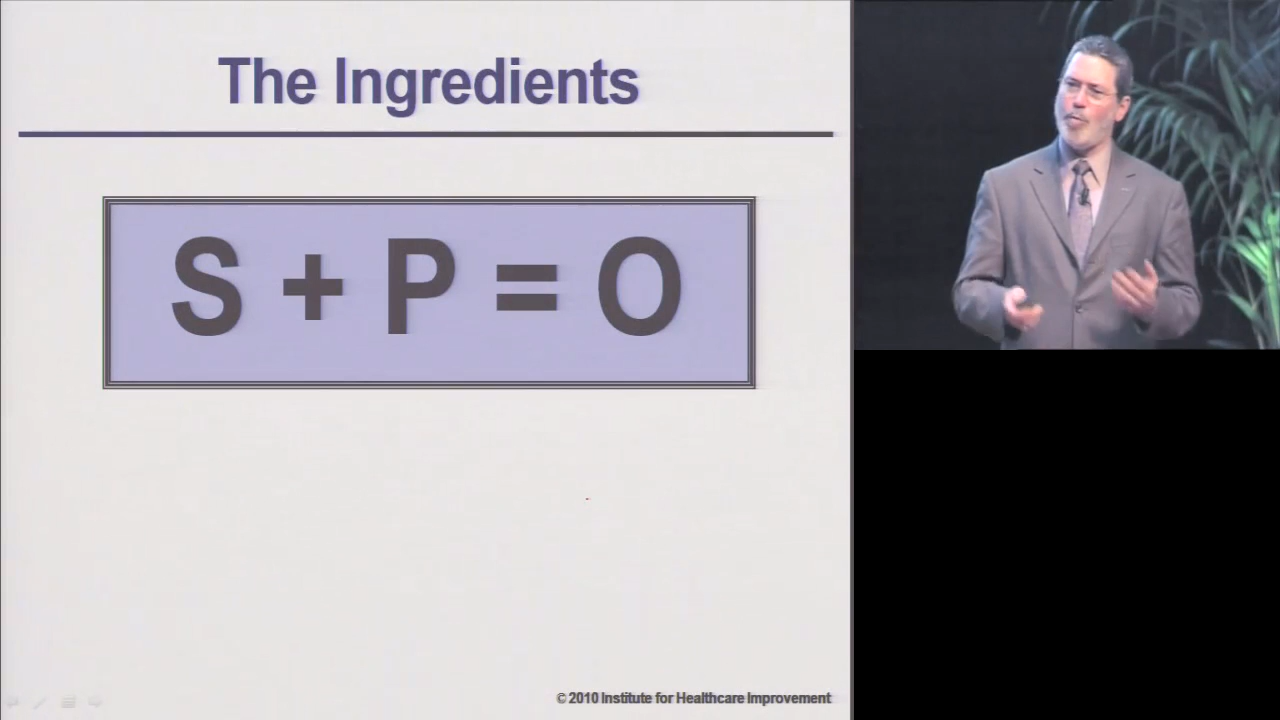 The Ingredients
S + P = O
© 2010 Institute for Healthcare Improvement